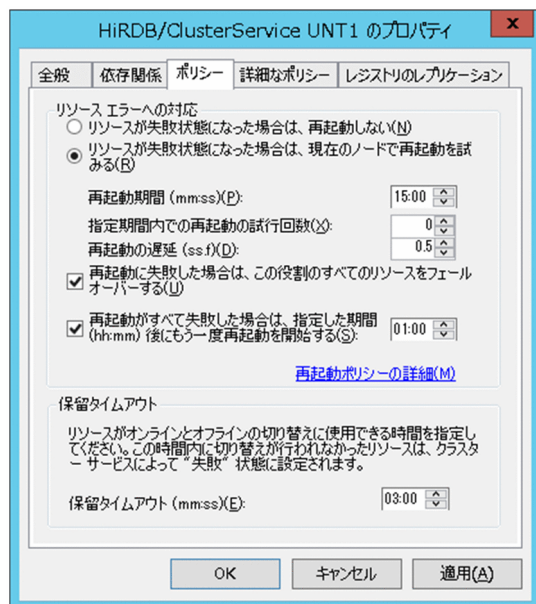 HiRDB/ClusterService UNT1 のプロパティ
x
全般
依存関係
ポリシー
詳細なポリシー
レジストリのレプリケーション
リソース エラーへの対応
リソースが失敗状態になった場合は、再起動しない(N)
リソースが失敗状態になった場合は、現在のノードで再起動を試
みる(R)
再起動期間 (mm:ss)(P):
15:00
指定期間内での再起動の試行回数(X):
0
再起動の遅延 (ss.f)(D):
0.5
再起動に失敗した場合は、この役割のすべてのリソースをフェール
オーバーする(U)
再起動がすべて失敗した場合は、指定した期間
(hh:mm) 後にもう一度再起動を開始する(S):
01:00
再起動ポリシーの詳細(M)
保留タイムアウト
リソースがオンラインとオフラインの切り替えに使用できる時間を指定し
てください。この時間内に切り替えが行われなかったリソースは、クラスタ
ー サービスによって "失敗" 状態に設定されます。
保留タイムアウト (mm:ss)(E):
03:00
OK
キャンセル
適用(A)